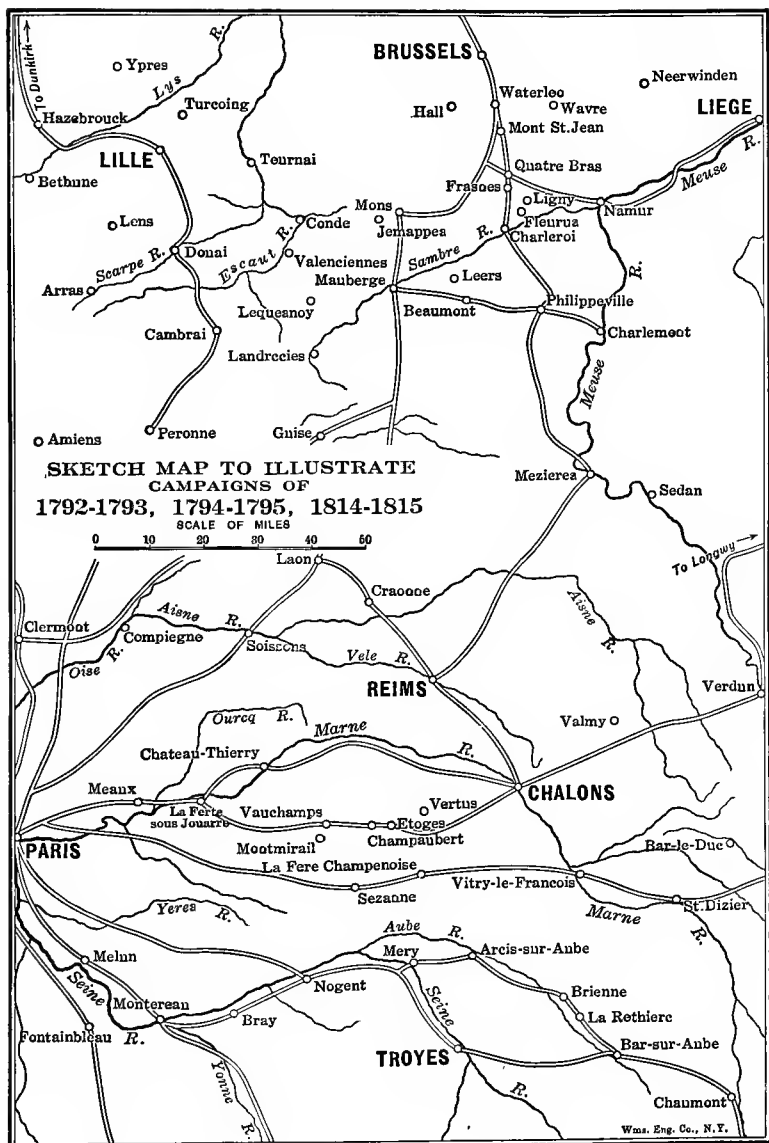 To Dunkirk
Ypres
Lys R.
BRUSSELS
Neerwinden
Hazebrouck
Turcoing
Hall
Waterloo
Wavre
LIEGE
Mont St. Jean
LILLE
Tournai
Quatre Bras
Meuse R.
Bethune
Frasnes
Ligny
Namur
Mons
Lens
Conde
Jemappea
Fleurua
Charleroi
Scarpe R.
Douai
Escaut R.
Valenciennes
Sambre R.
Arras
Mauberge
Leers
R.
Lequeanoy
Beaumont
Philippeville
Cambrai
Charlemont
Landrecies
Meuse
Amiens
Peronne
Guise
SKETCH MAP TO ILLUSTRATE
CAMPAIGNS OF
1792-1793, 1794-1795, 1814-1815
SCALE OF MILES
0 10 20 30 40 50
Mezierea
Sedan
To Longwy
Laon
Craonne
Aisne R.
Aisne R.
Clermont
Compiegne
Soissons
Oise R.
Vele R.
REIMS
Verdun
Ourcq R.
Valmy
Marne R.
Chateau-Thierry
Meaux
CHALONS
La Ferte
sous Jouarre
Vauchamps
Vertus
Etoges
Champaubert
PARIS
Montmirail
Bar-le-Duc
La Fere Champenoise
Vitry-le-Francois
Sezanne
St. Dizier
Marne R.
Yeres R.
Aube R.
Melun
Mery
Arcis-sur-Aube
Seine R.
Nogent
Brienne
Montereau
Bray
Seine R.
La Rothiere
Fontainbleau
TROYES
Bar-sur-Aube
Yonne R.
Chaumont
Wms. Eng. Co., N.Y.